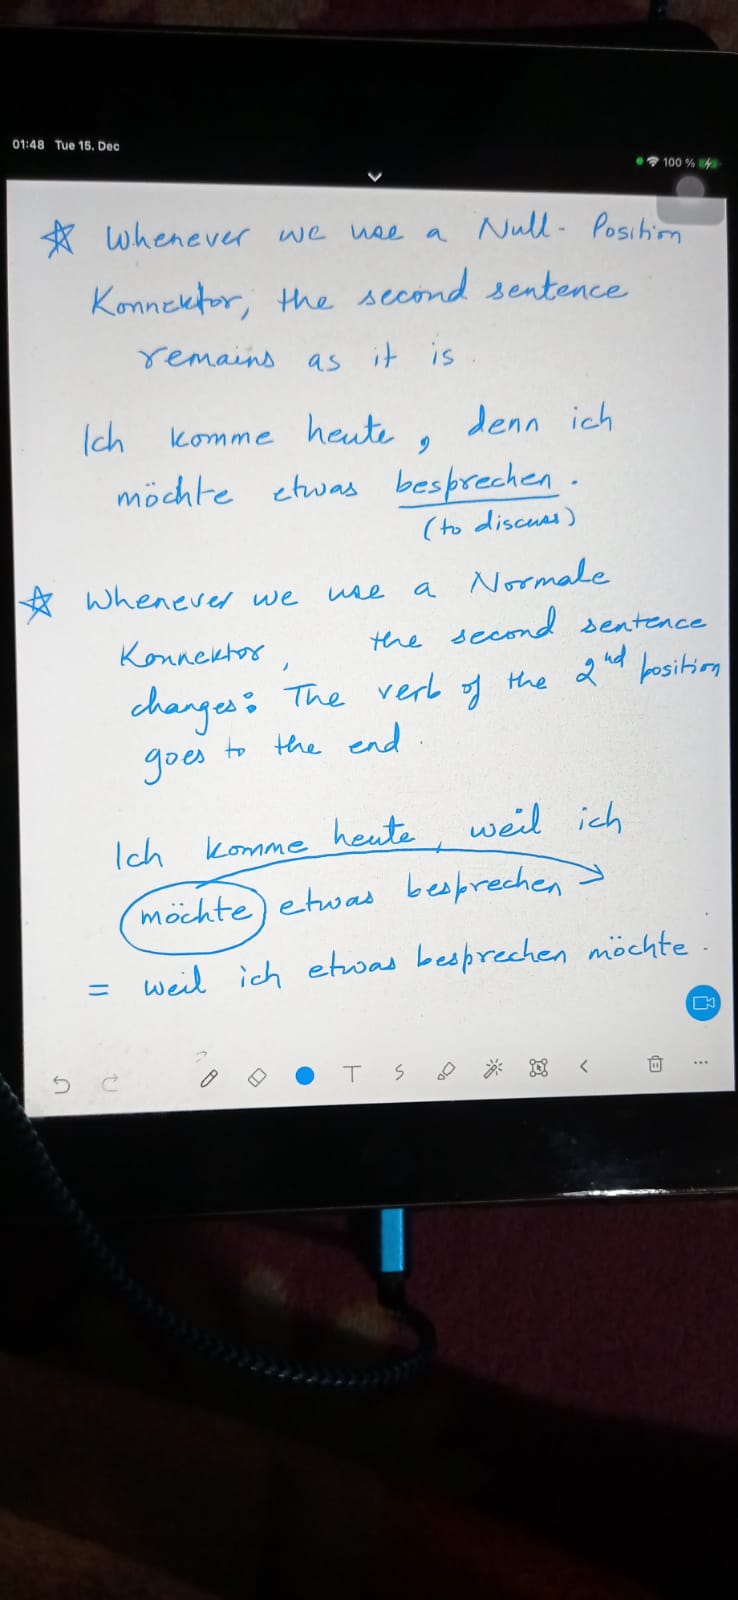 01:48 Tue 15. Dec
100 %
☆ Whenever we use a Null-Position
Konnektor, the second sentence
remains as it is.
Ich komme heute, denn ich
möchte etwas besprechen.
(to discuss)
☆ Whenever we use a Normale
Konnektor, the second sentence
changes: The verb of the 2nd position
goes to the end.
Ich komme heute, weil ich
möchte etwas besprechen
= weil ich etwas besprechen möchte.
T